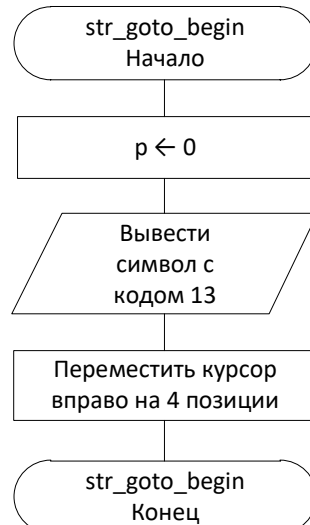 str_goto_begin
Начало
p ← 0
Вывести
символ с
кодом 13
Переместить курсор
вправо на 4 позиции
str_goto_begin
Конец